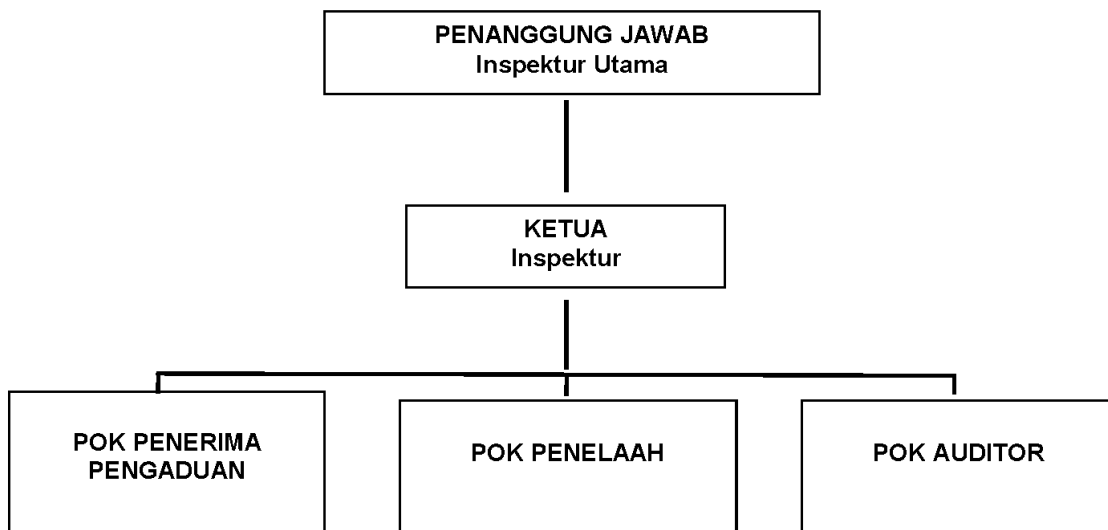 PENANGGUNG JAWAB
Inspektur Utama
KETUA
Inspektur
POK PENERIMA
PENGADUAN
POK PENELAAH
POK AUDITOR